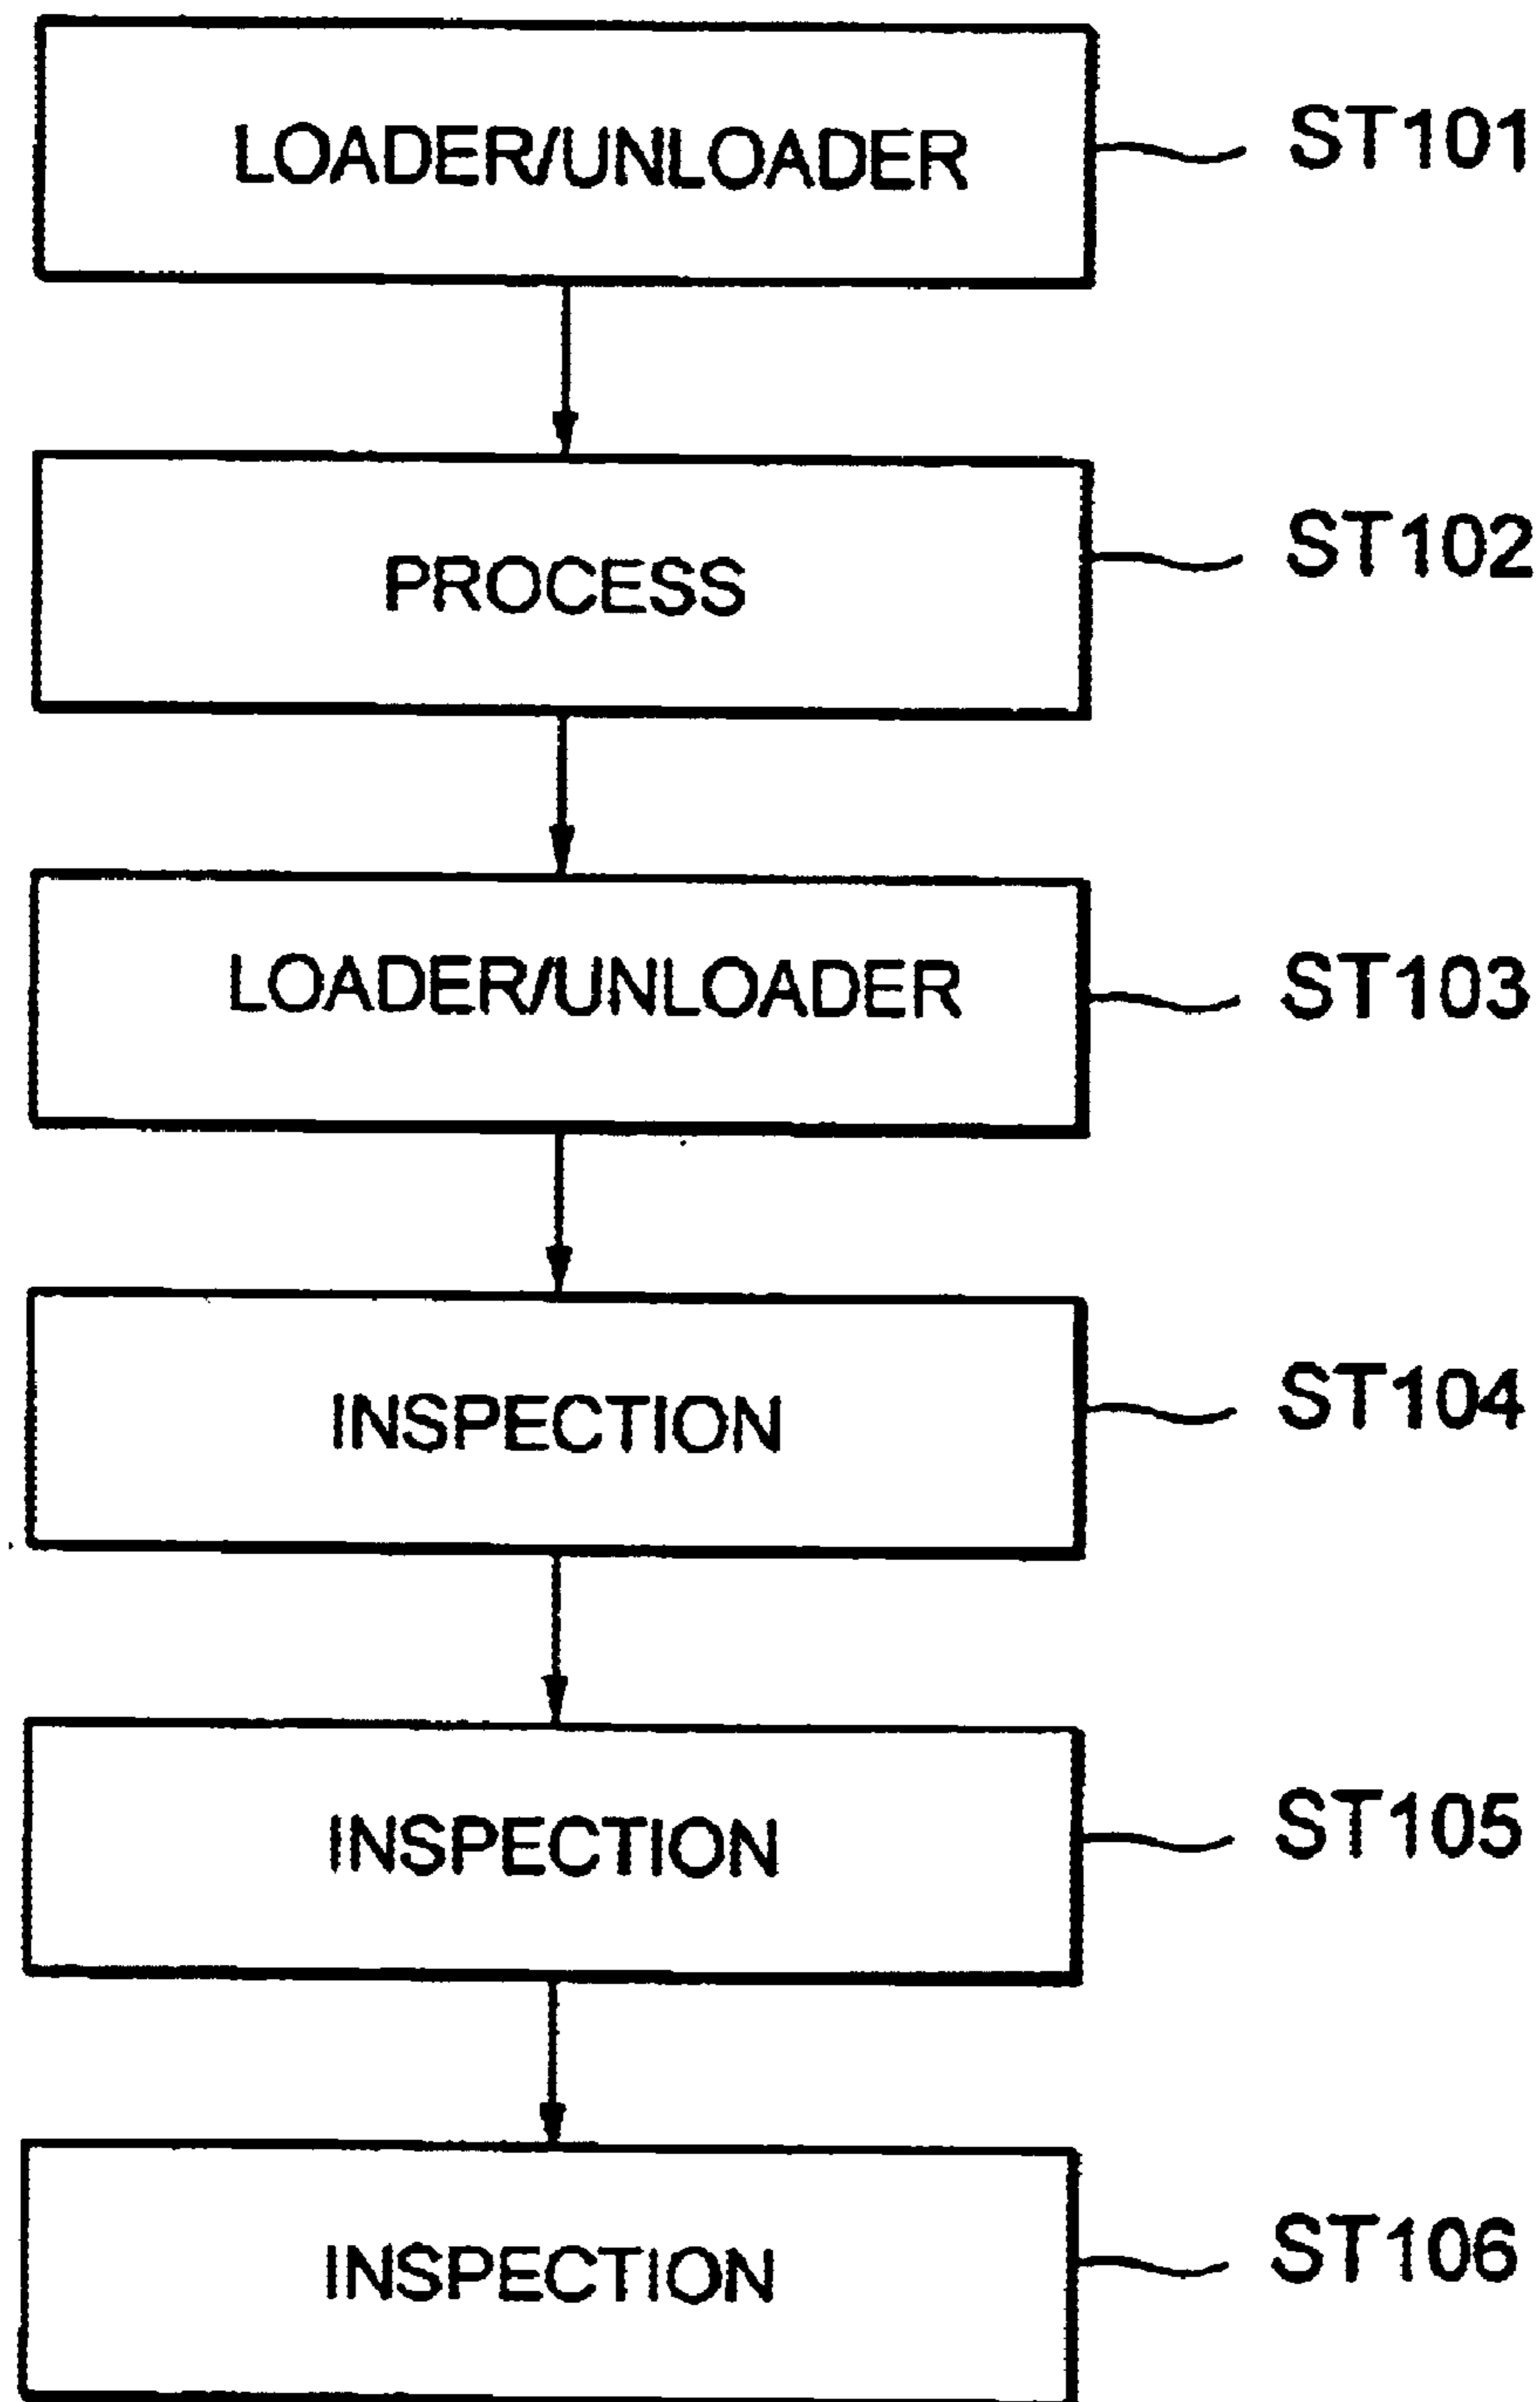 LOADER/UNLOADER ST101
PROCESS ST102
LOADER/UNLOADER ST103
INSPECTION ST104
INSPECTION ST105
INSPECTION ST106